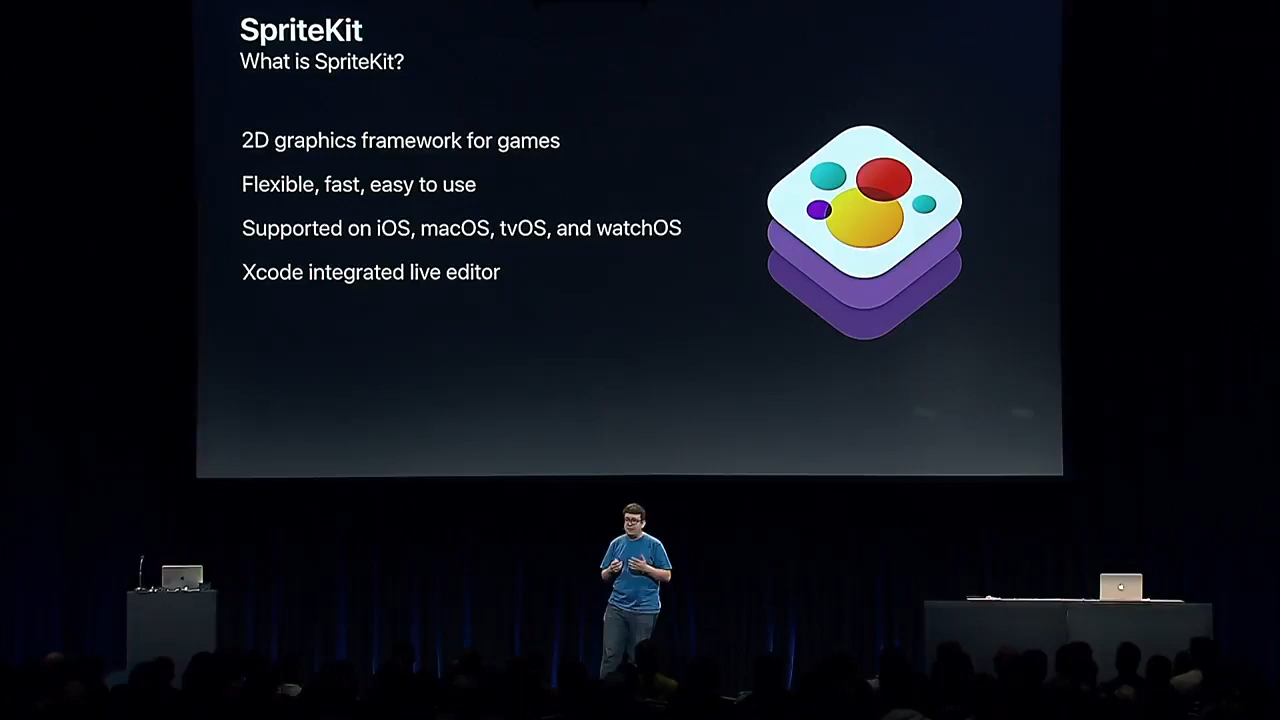 SpriteKit
What is SpriteKit?
2D graphics framework for games
Flexible, fast, easy to use
Supported on iOS, macOS, tvOS, and watchOS
Xcode integrated live editor